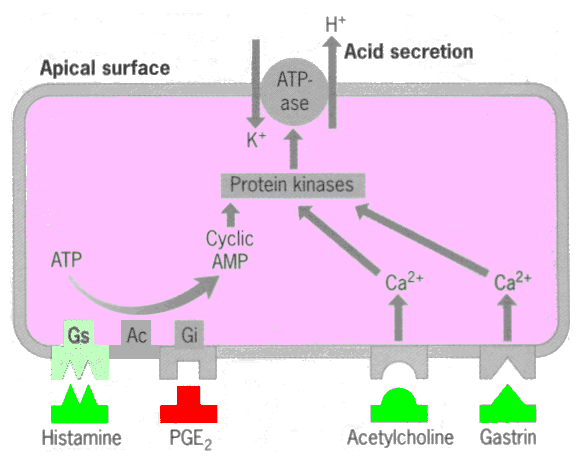 H+
Acid secretion
Apical surface
ATP-
ase
K+
Protein kinases
Cyclic
AMP
ATP
Ca2+
Ca2+
Gs
Ac
Gi
Histamine
PGE2
Acetylcholine
Gastrin